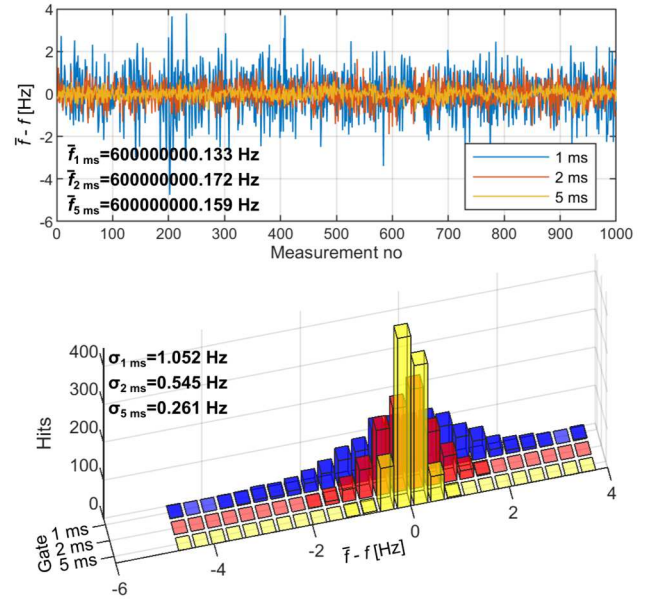 4
2
0
-2
-4
-6
f̅ - f [Hz]
f̅1 ms=600000000.133 Hz
f̅2 ms=600000000.172 Hz
f̅5 ms=600000000.159 Hz
1 ms
2 ms
5 ms
0 100 200 300 400 500 600 700 800 900 1000
Measurement no
400
300
200
100
0
Hits
σ1 ms=1.052 Hz
σ2 ms=0.545 Hz
σ5 ms=0.261 Hz
Gate
1 ms
2 ms
5 ms
-6 -4 -2 0 2 4
f̅ - f [Hz]